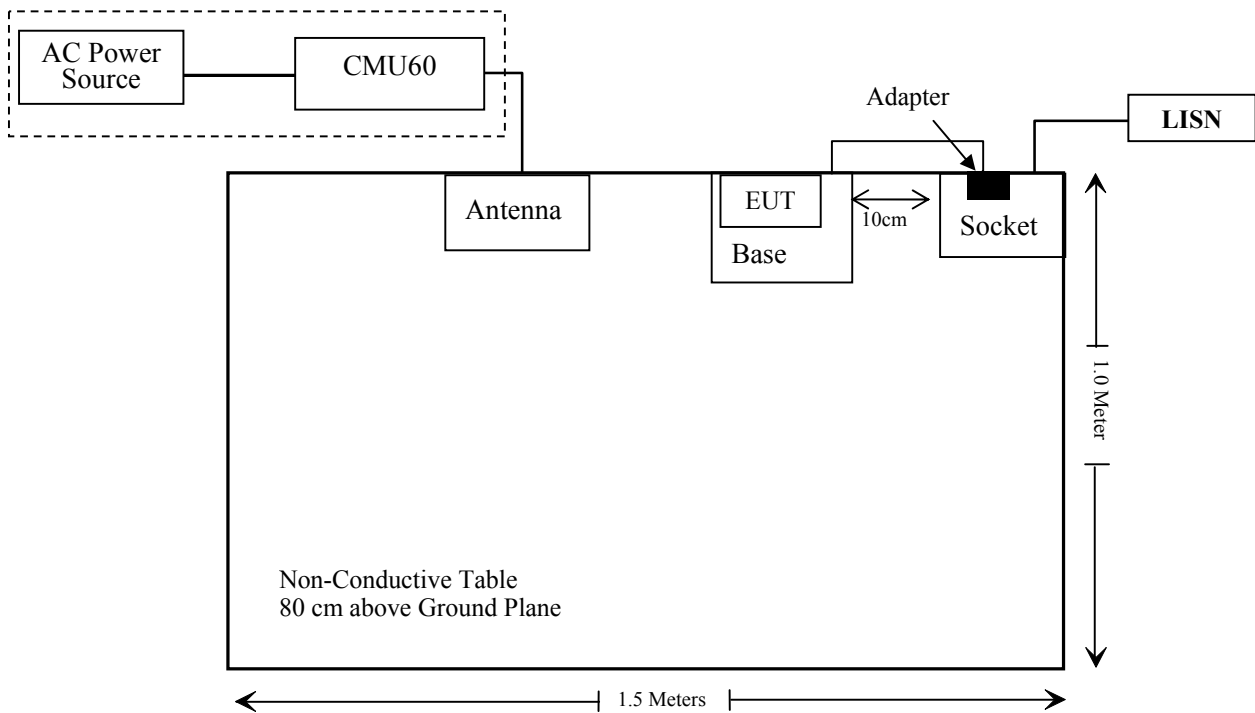 AC Power
Source
CMU60
Adapter
LISN
Antenna
EUT
10cm
Base
Socket
1.0 Meter
Non-Conductive Table
80 cm above Ground Plane
1.5 Meters